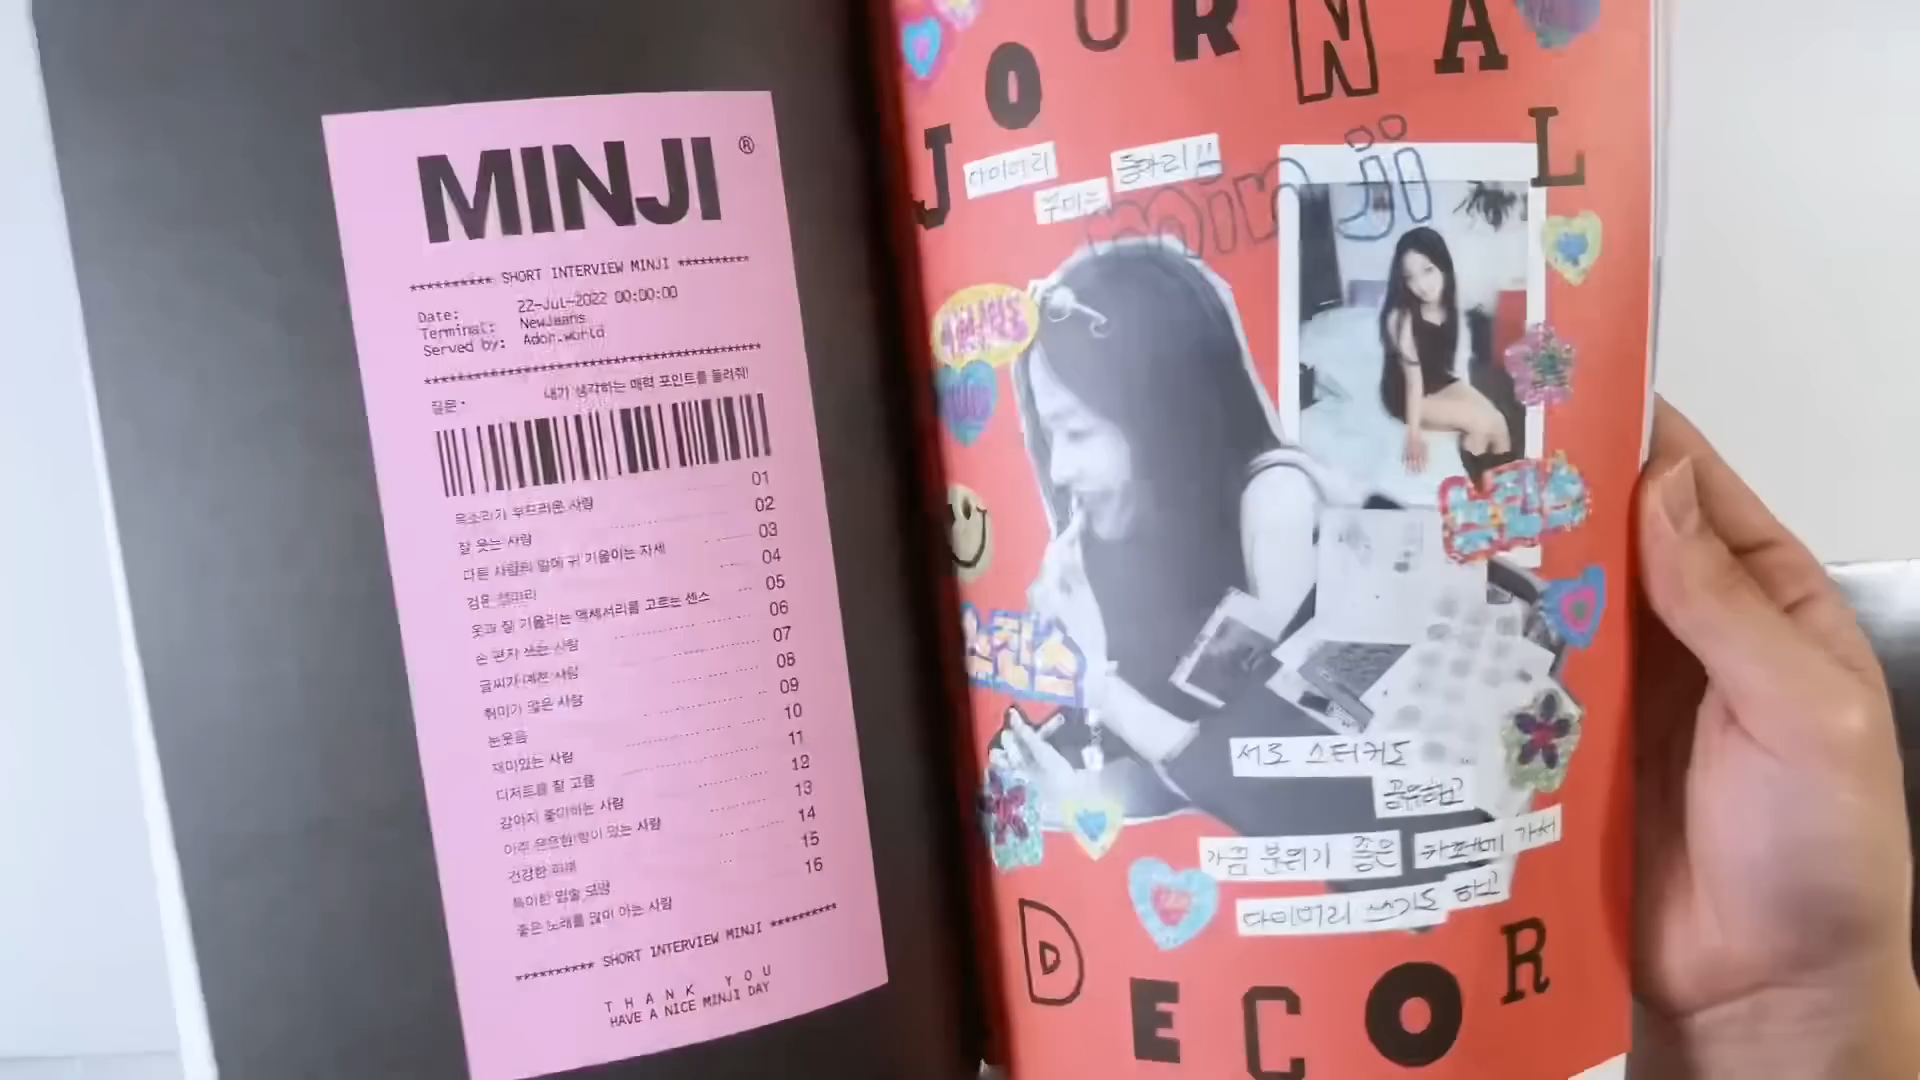 MINJI ®
********** SHORT INTERVIEW MINJI **********
Date: 22-Jul-2022 00:00:00
Terminal: NewJeans
Served by: Ador.world
질문. 내가 생각하는 매력 포인트를 들려줘!
목소리가 부드러운 사람 01
잘 웃는 사람 02
다른 사람의 말에 귀 기울이는 자세 03
검은 머리 04
옷과 잘 어울리는 액세서리를 고르는 센스 05
손 편지 쓰는 사람 06
글씨가 예쁜 사람 07
취미가 많은 사람 08
눈웃음 09
재미있는 사람 10
디저트를 잘 고름 11
강아지 좋아하는 사람 12
아주 은은한 향이 있는 사람 13
건강한 피부 14
특이한 입술 모양 15
좋은 노래를 많이 아는 사람 16
********** SHORT INTERVIEW MINJI **********
THANK YOU
HAVE A NICE MINJI DAY
JOURNAL
다이어리
꾸미는
동아리!!
minji
뉴진스
뉴진스
서로 스티커도
공유하고
가끔 분위기 좋은 카페에 가서
다이어리 쓰기도 하고
DECOR